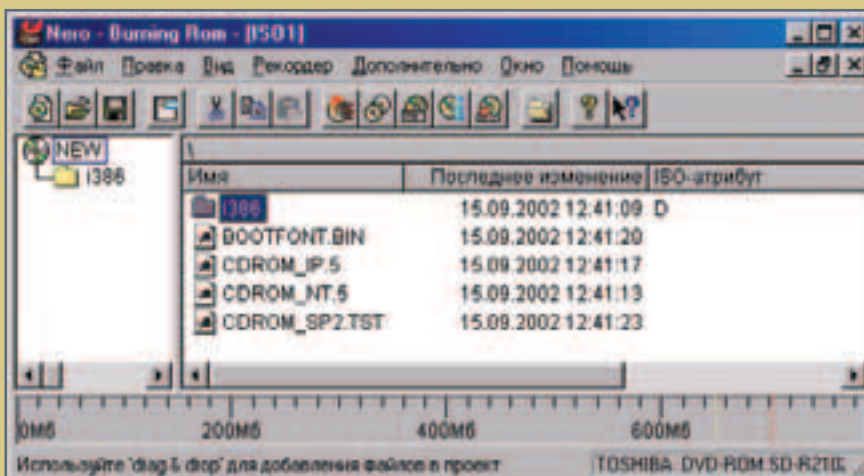 Nero - Burning Rom - [ISO1]
Файл Правка Вид Рекордер Дополнительно Окно Помощь
NEW
I386
\
Имя Последнее изменение ISO-атрибут
I386 15.09.2002 12:41:09 D
BOOTFONT.BIN 15.09.2002 12:41:20
CDROM_IP.5 15.09.2002 12:41:17
CDROM_NT.5 15.09.2002 12:41:13
CDROM_SP2.TST 15.09.2002 12:41:23
0Мб 200Мб 400Мб 600Мб
Используйте 'drag & drop' для добавления файлов в проект TOSHIBA DVD-ROM